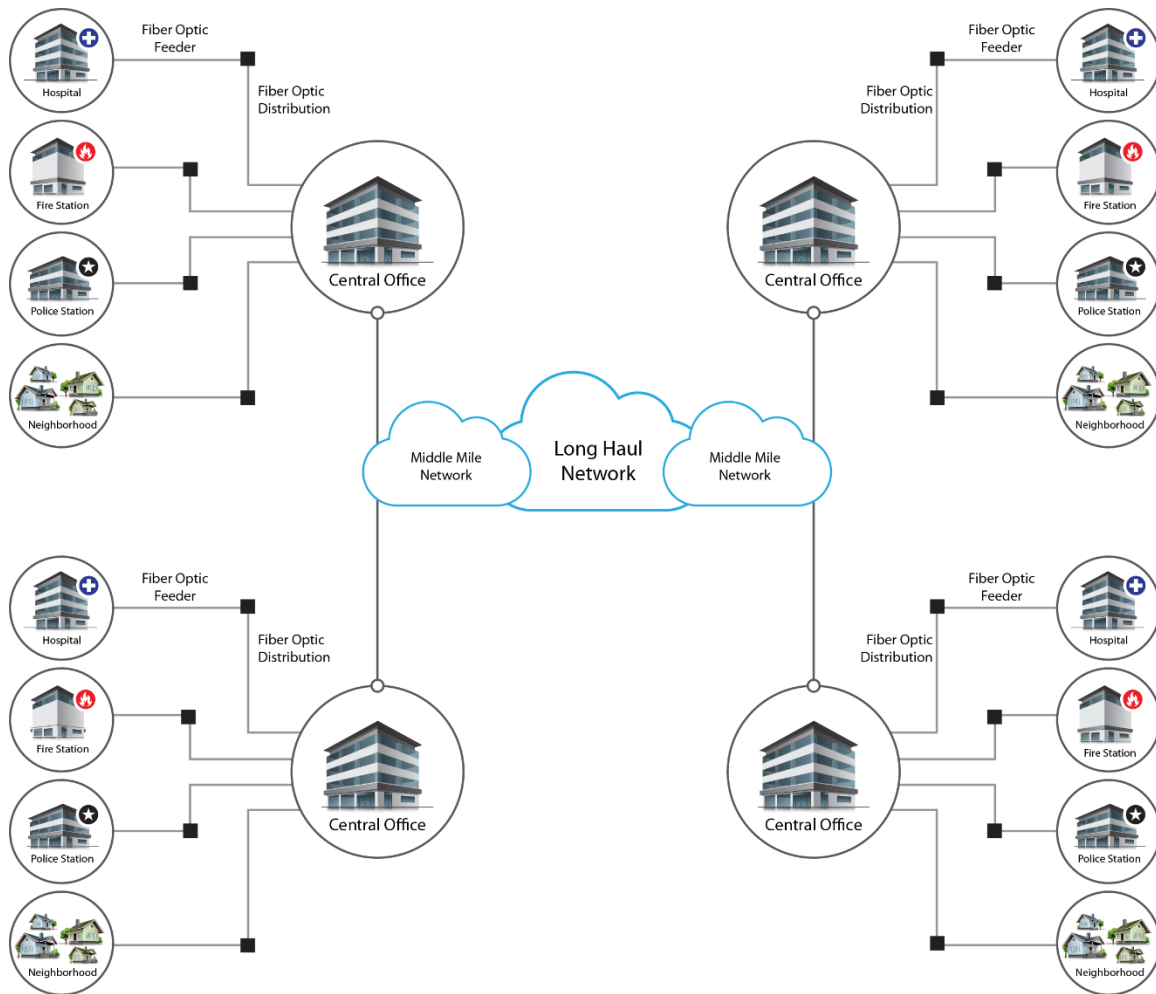 Fiber Optic
Feeder
Hospital
Fiber Optic
Distribution
Fire Station
Police Station
Neighborhood
Central Office
Fiber Optic
Feeder
Hospital
Fiber Optic
Distribution
Fire Station
Police Station
Neighborhood
Central Office
Middle Mile
Network
Long Haul
Network
Middle Mile
Network
Fiber Optic
Feeder
Hospital
Fiber Optic
Distribution
Fire Station
Police Station
Neighborhood
Central Office
Fiber Optic
Feeder
Hospital
Fiber Optic
Distribution
Fire Station
Police Station
Neighborhood
Central Office